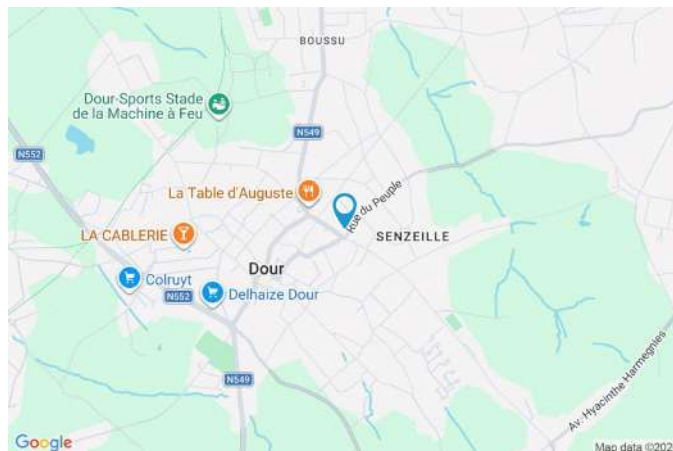 BOUSSU
Dour-Sports Stade
de la Machine à Feu
N549
N552
La Table d'Auguste
Rue du Peuple
LA CABLERIE
SENZEILLE
Dour
Colruyt
N552
Delhaize Dour
N549
Av. Hyacinthe Harmegnies
Google
Map data ©202